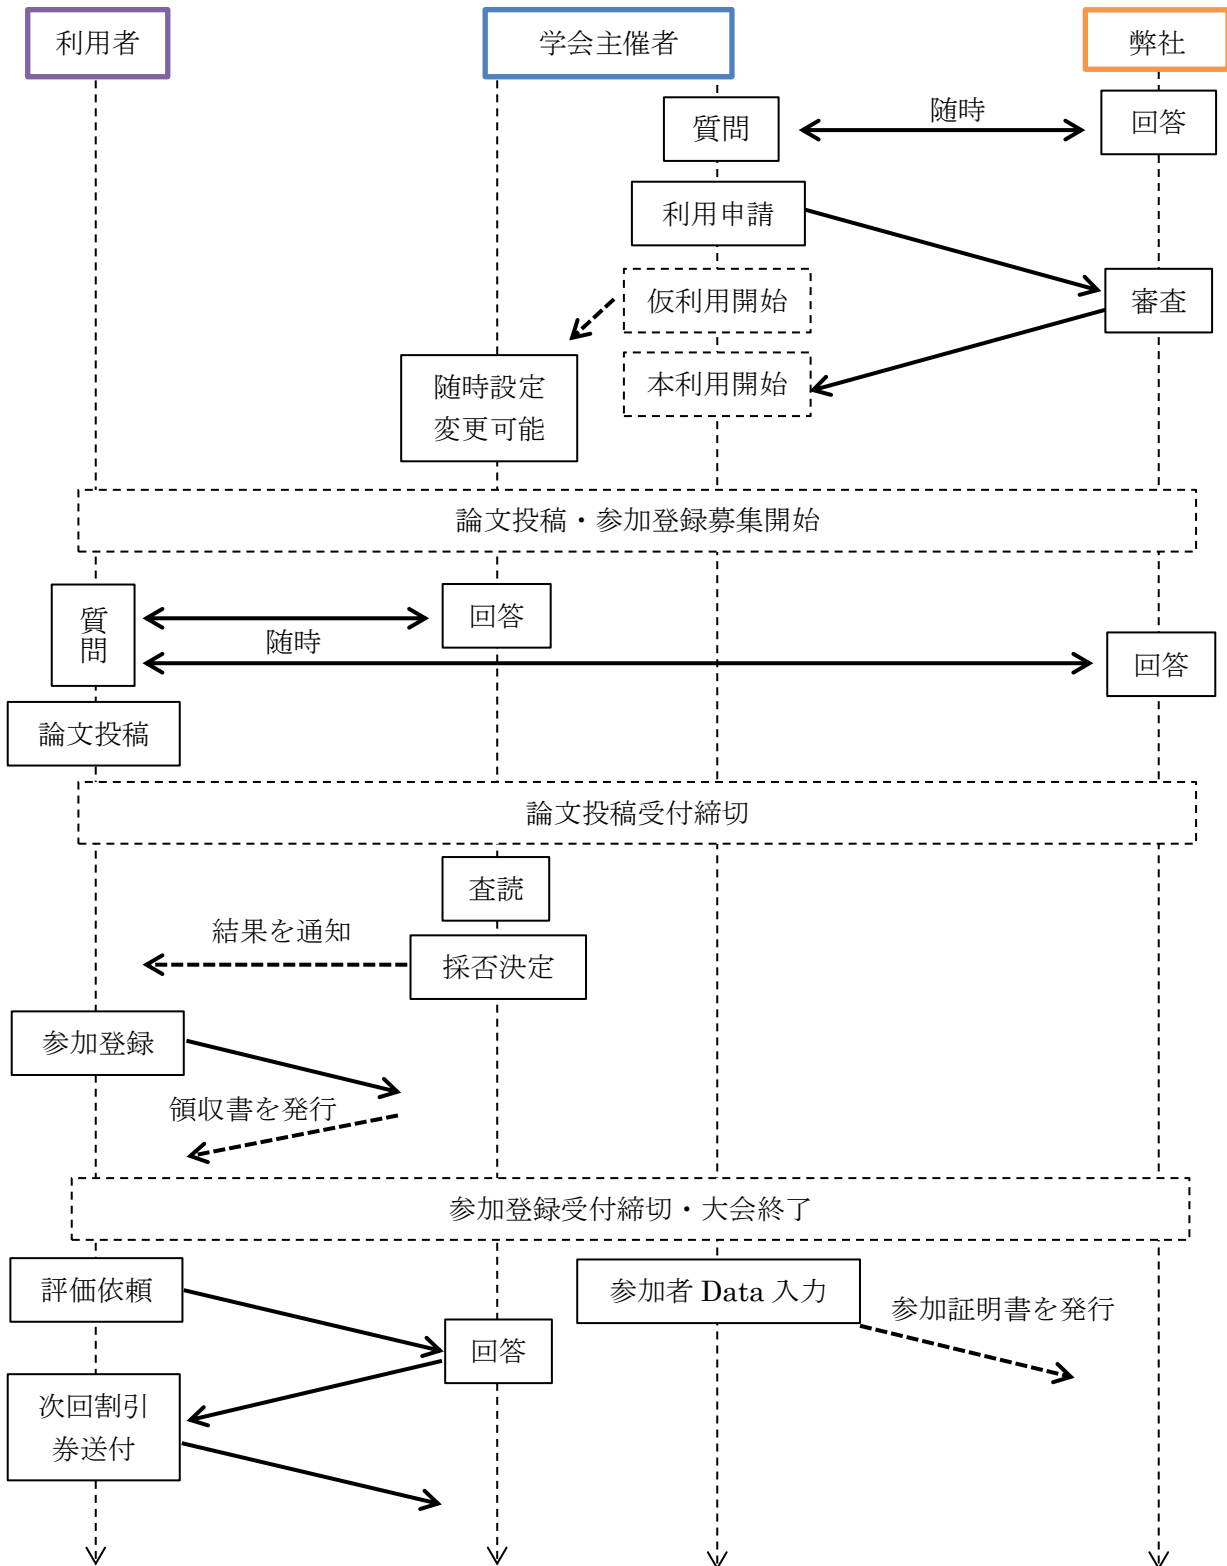 利用者
学会主催者
弊社
質問
随時
回答
利用申請
仮利用開始
審査
随時設定
変更可能
本利用開始
論文投稿・参加登録募集開始
質
問
回答
随時
回答
論文投稿
論文投稿受付締切
査読
結果を通知
採否決定
参加登録
領収書を発行
参加登録受付締切・大会終了
評価依頼
参加者 Data 入力
参加証明書を発行
回答
次回割引
券送付